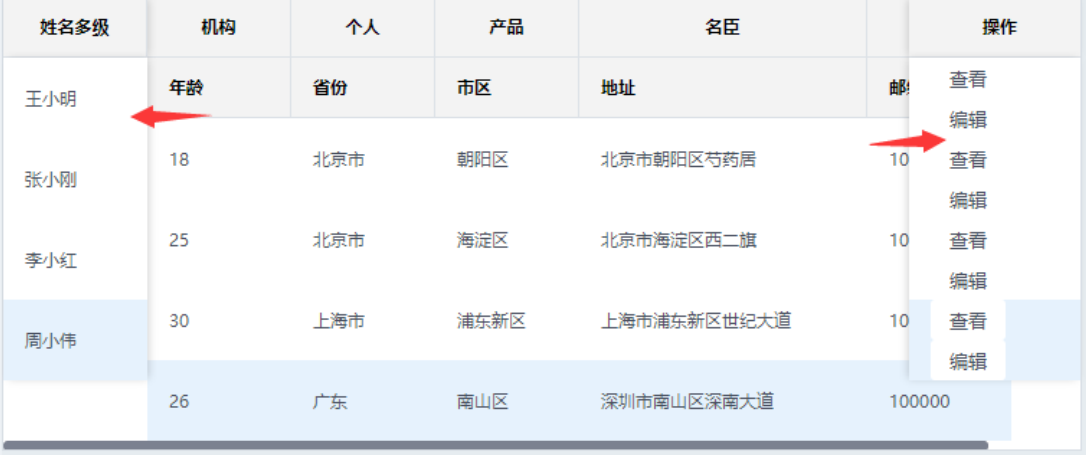 姓名多级 机构 个人 产品 名臣 操作
年龄 省份 市区 地址 邮
王小明 18 北京市 朝阳区 北京市朝阳区芍药居 10 查看
编辑
张小刚 25 北京市 海淀区 北京市海淀区西二旗 10 查看
编辑
李小红 30 上海市 浦东新区 上海市浦东新区世纪大道 10 查看
编辑
周小伟 26 广东 南山区 深圳市南山区深南大道 100000 查看
编辑